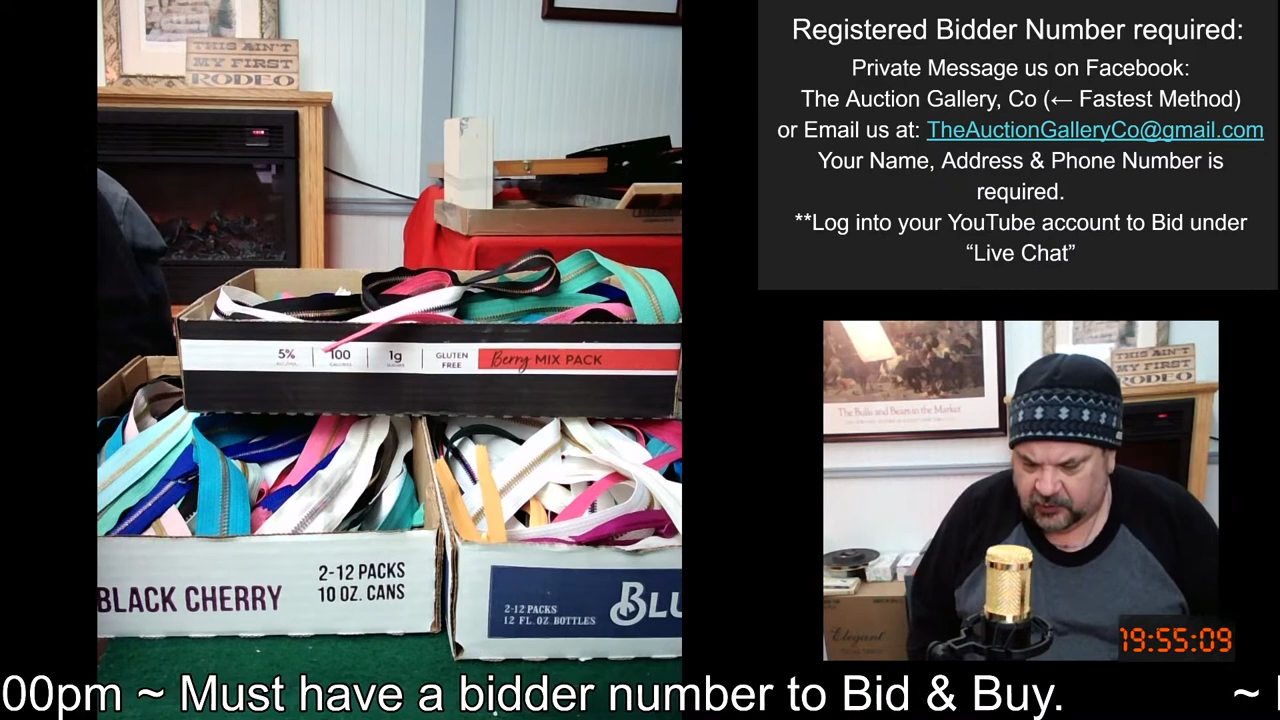 THIS AIN'T
MY FIRST
RODEO
5%
100
CALORIES
1g
GLUTEN
FREE
Berry MIX PACK
BLACK CHERRY
2-12 PACKS
10 OZ. CANS
2-12 PACKS
12 FL. OZ BOTTLES
BLU
Registered Bidder Number required:
Private Message us on Facebook:
The Auction Gallery, Co (← Fastest Method)
or Email us at: TheAuctionGalleryCo@gmail.com
Your Name, Address & Phone Number is
required.
**Log into your YouTube account to Bid under
“Live Chat”
The Bulls and Bears in the Market
THIS AIN'T
MY FIRST
RODEO
Elegant
19:55:09
00pm ~ Must have a bidder number to Bid & Buy. ~